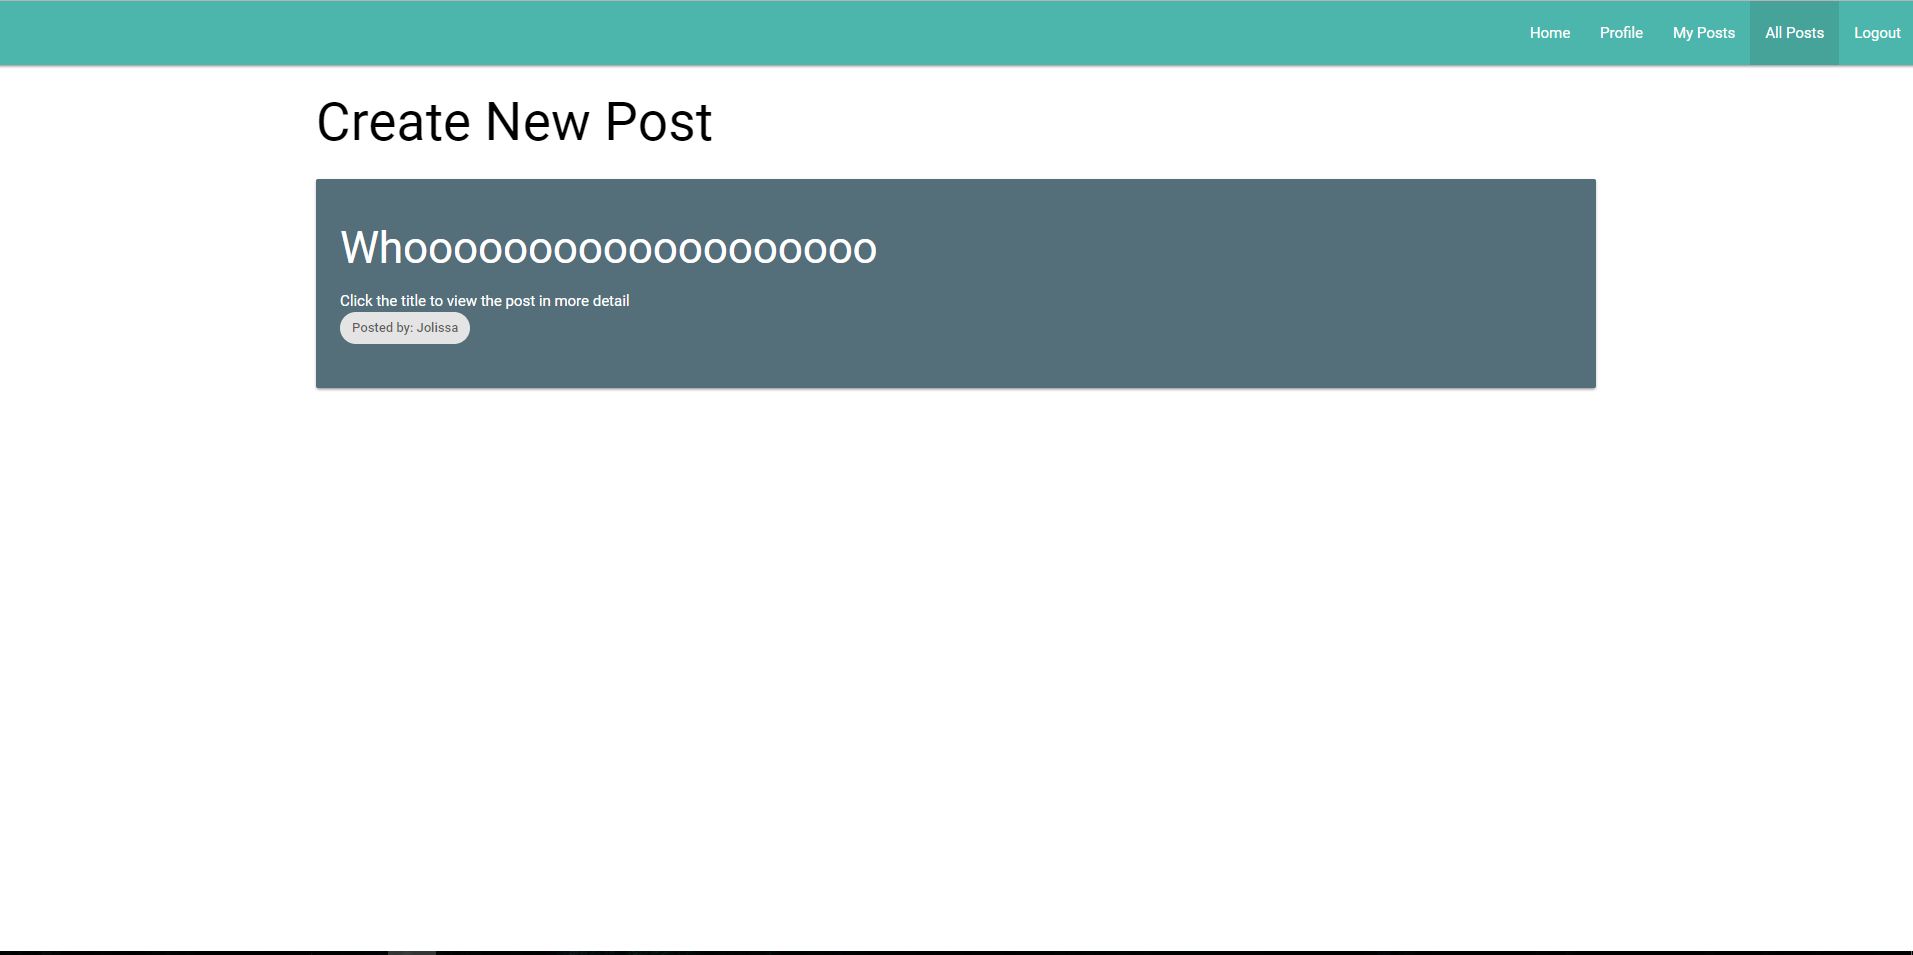 Home Profile My Posts All Posts Logout
Create New Post
Whooooooooooooooooooo
Click the title to view the post in more detail
Posted by: Jolissa